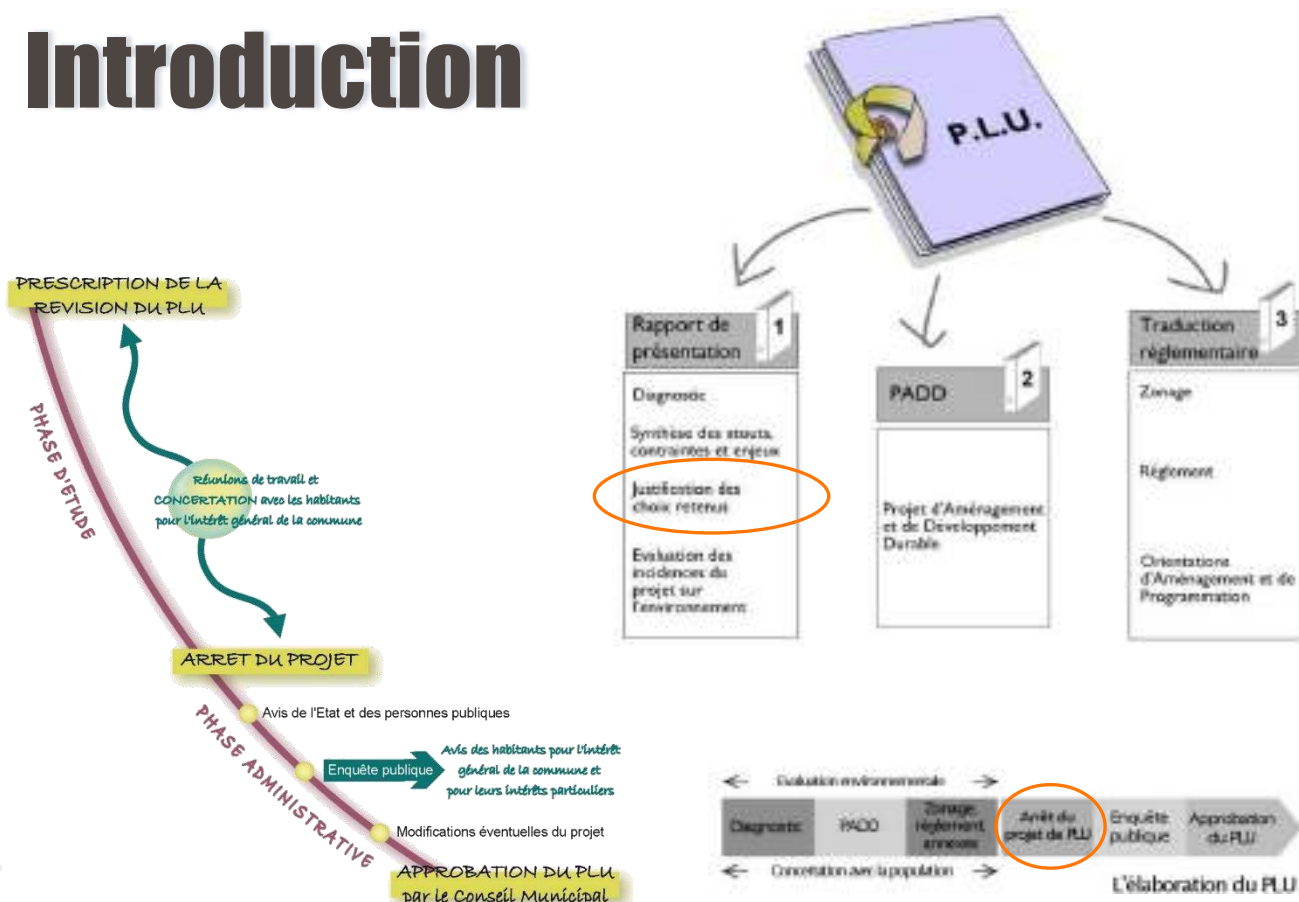 Introduction
P.L.U.
PRESCRIPTION DE LA
REVISION DU PLU
PHASE D'ETUDE
Réunions de travail et
CONCERTATION avec les habitants
pour l'intérêt général de la commune
ARRET DU PROJET
Avis de l'Etat et des personnes publiques
PHASE ADMINISTRATIVE
Enquête publique
Avis des habitants pour l'intérêt
général de la commune et
pour leurs intérêts particuliers
Modifications éventuelles du projet
APPROBATION DU PLU
par le Conseil Municipal
Rapport de
présentation
1
Diagnostic
Synthèse des atouts,
contraintes et enjeux
Justification des
choix retenus
Evaluation des
incidences du
projet sur
l'environnement
PADD
2
Projet d'Aménagement
et de Développement
Durable
Traduction
réglementaire
3
Zonage
Règlement
Orientations
d'Aménagement et de
Programmation
Evaluation environnementale
Diagnostic
PADD
Zonage,
règlement
annexes
Arrêt du
projet de PLU
Enquête
publique
Approbation
du PLU
Concertation avec la population
L'élaboration du PLU